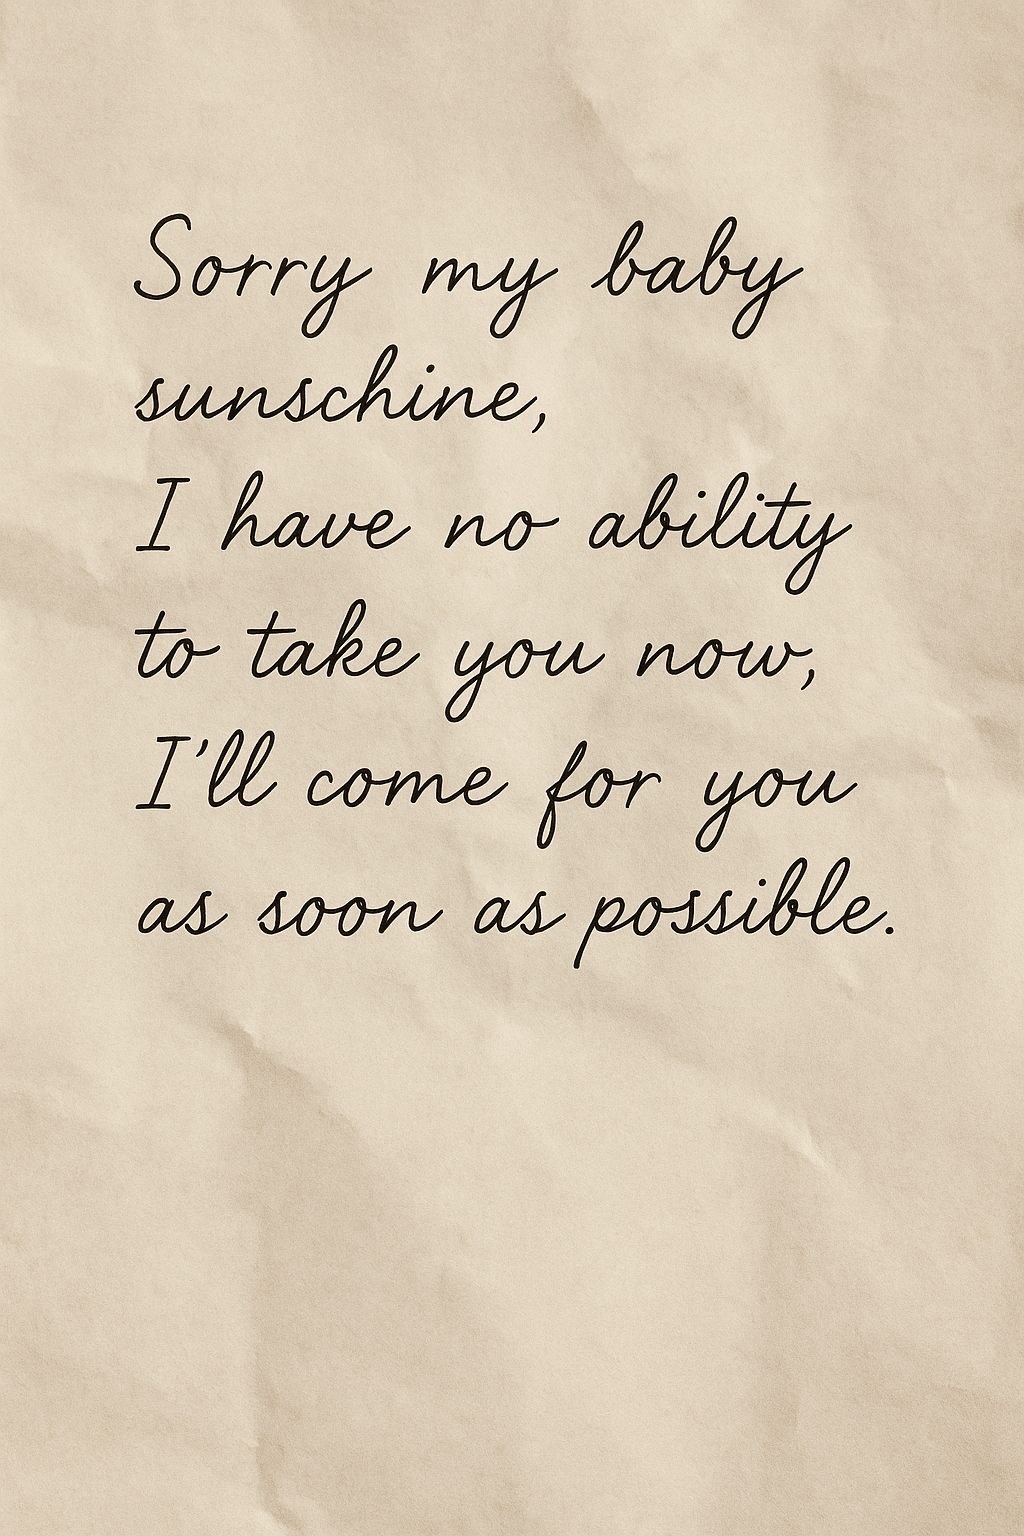 Sorry my baby
sunschine,
I have no ability
to take you now,
I'll come for you
as soon as possible.